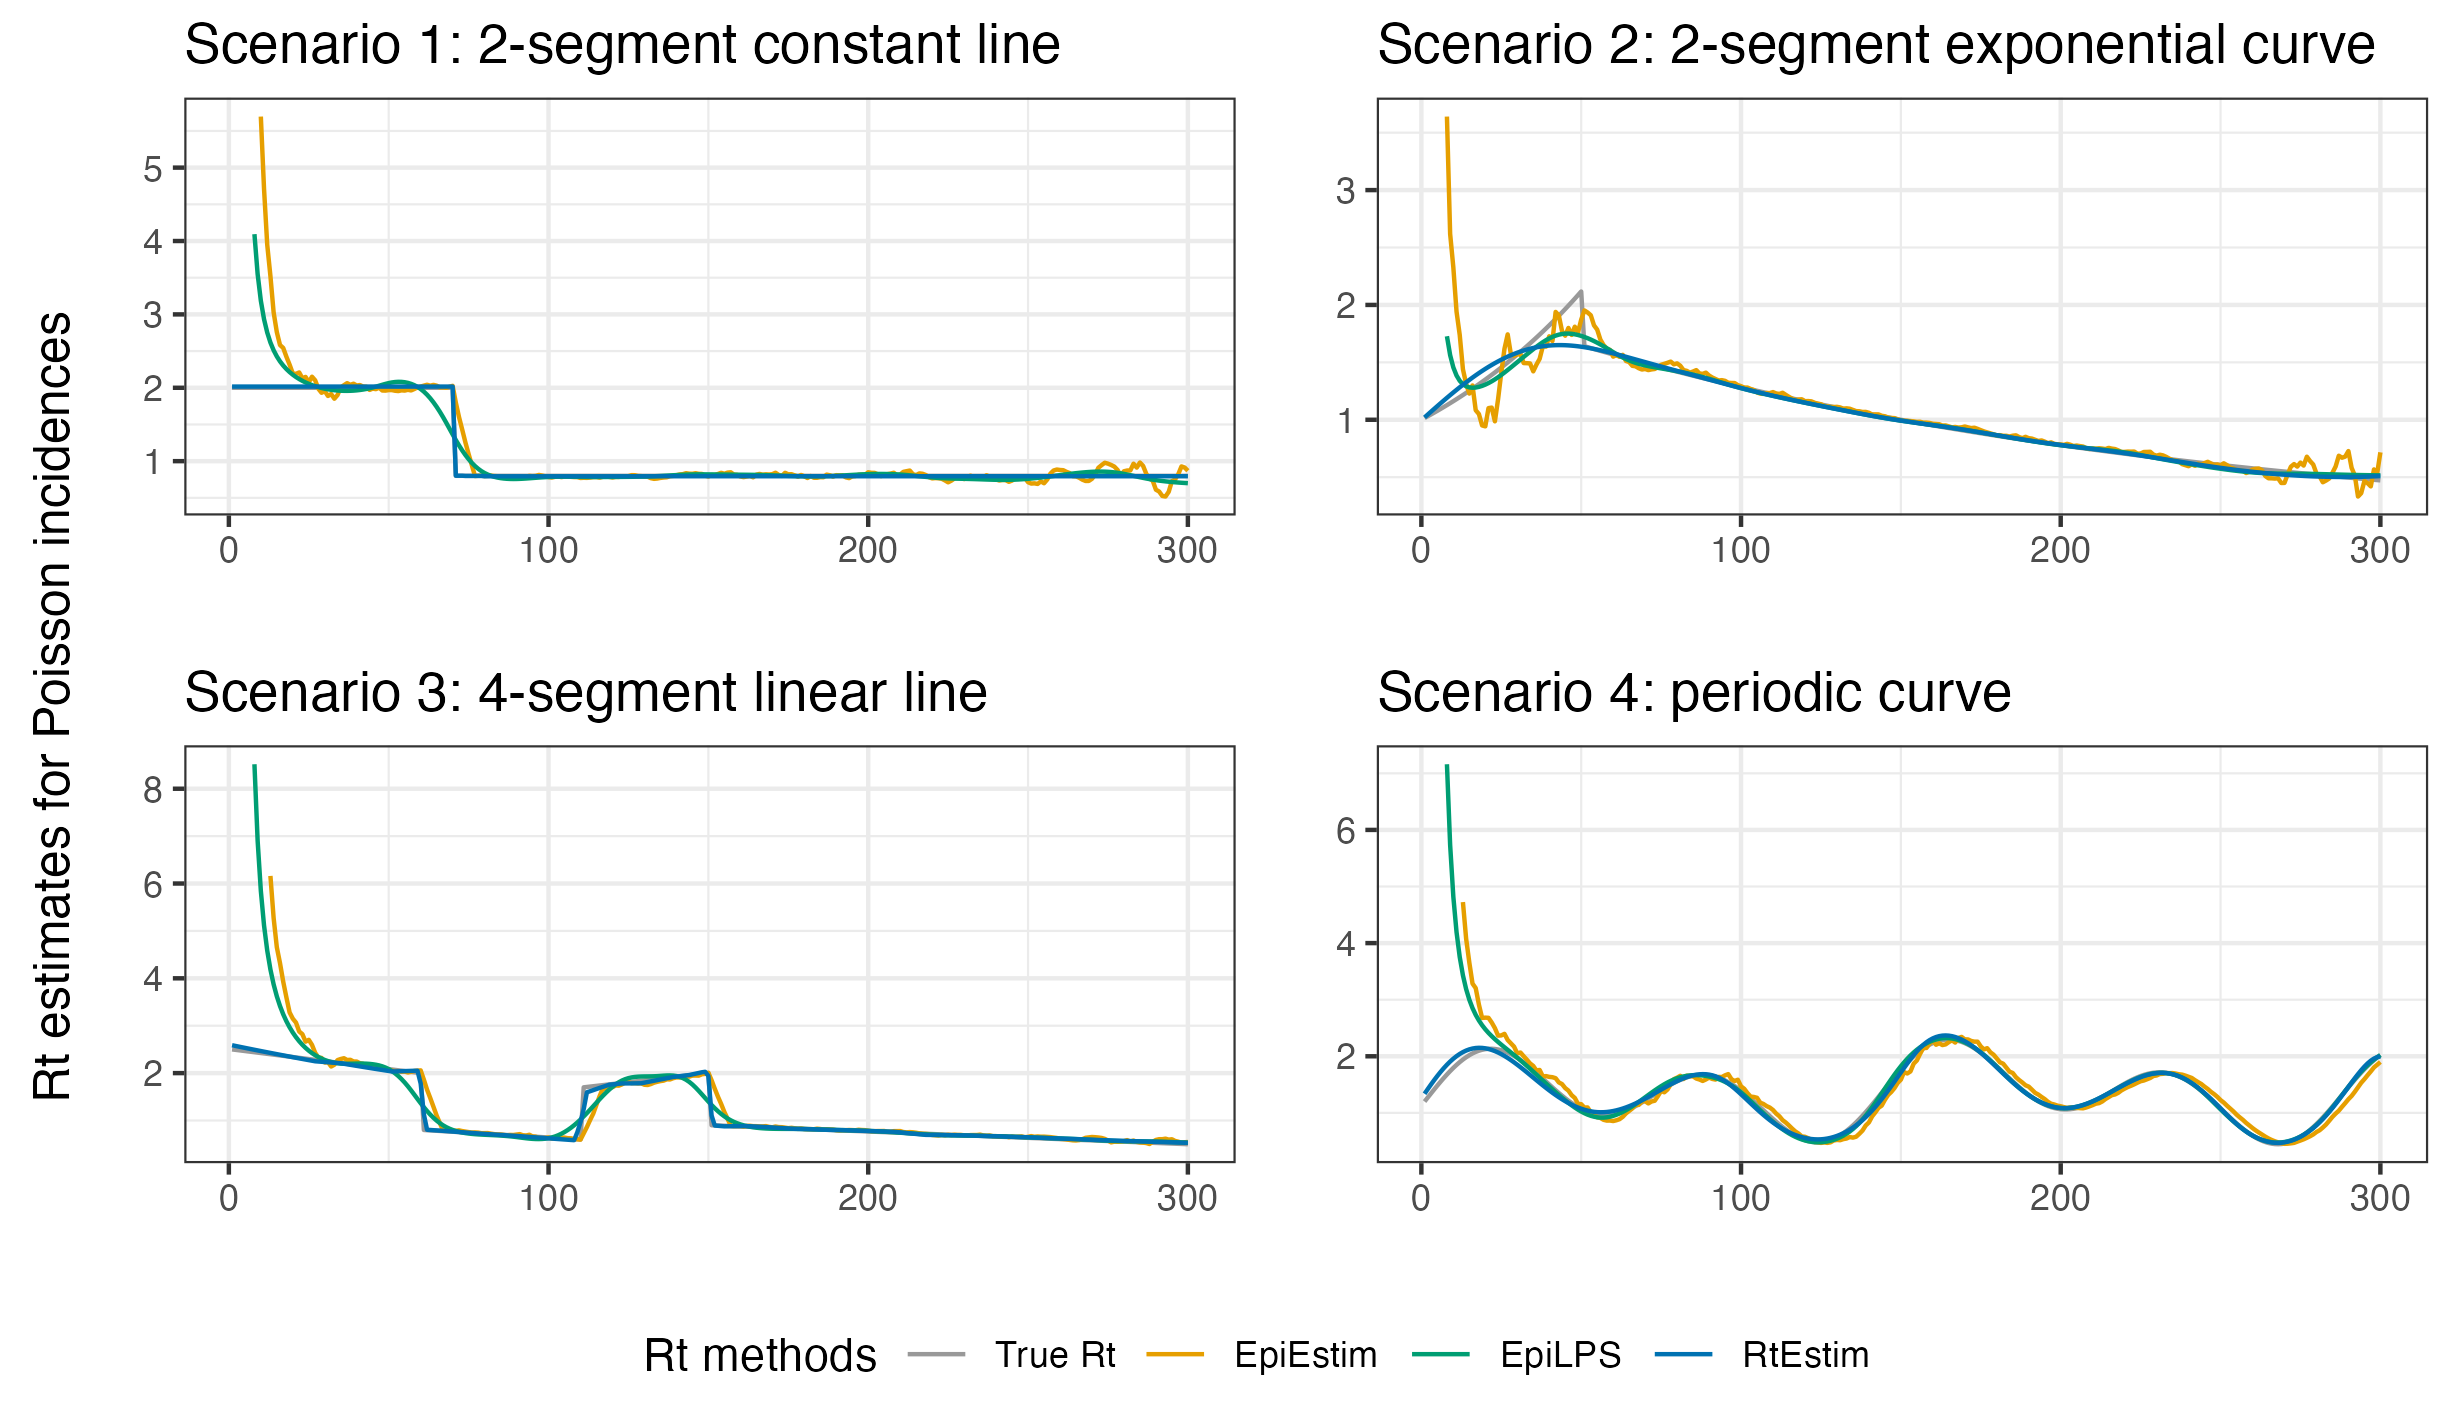 Scenario 1: 2-segment constant line
Scenario 2: 2-segment exponential curve
Rt estimates for Poisson incidences
5
4
3
2
1
0 100 200 300
3
2
1
0 100 200 300
Scenario 3: 4-segment linear line
Scenario 4: periodic curve
8
6
4
2
0 100 200 300
6
4
2
0 100 200 300
Rt methods True Rt EpiEstim EpiLPS RtEstim